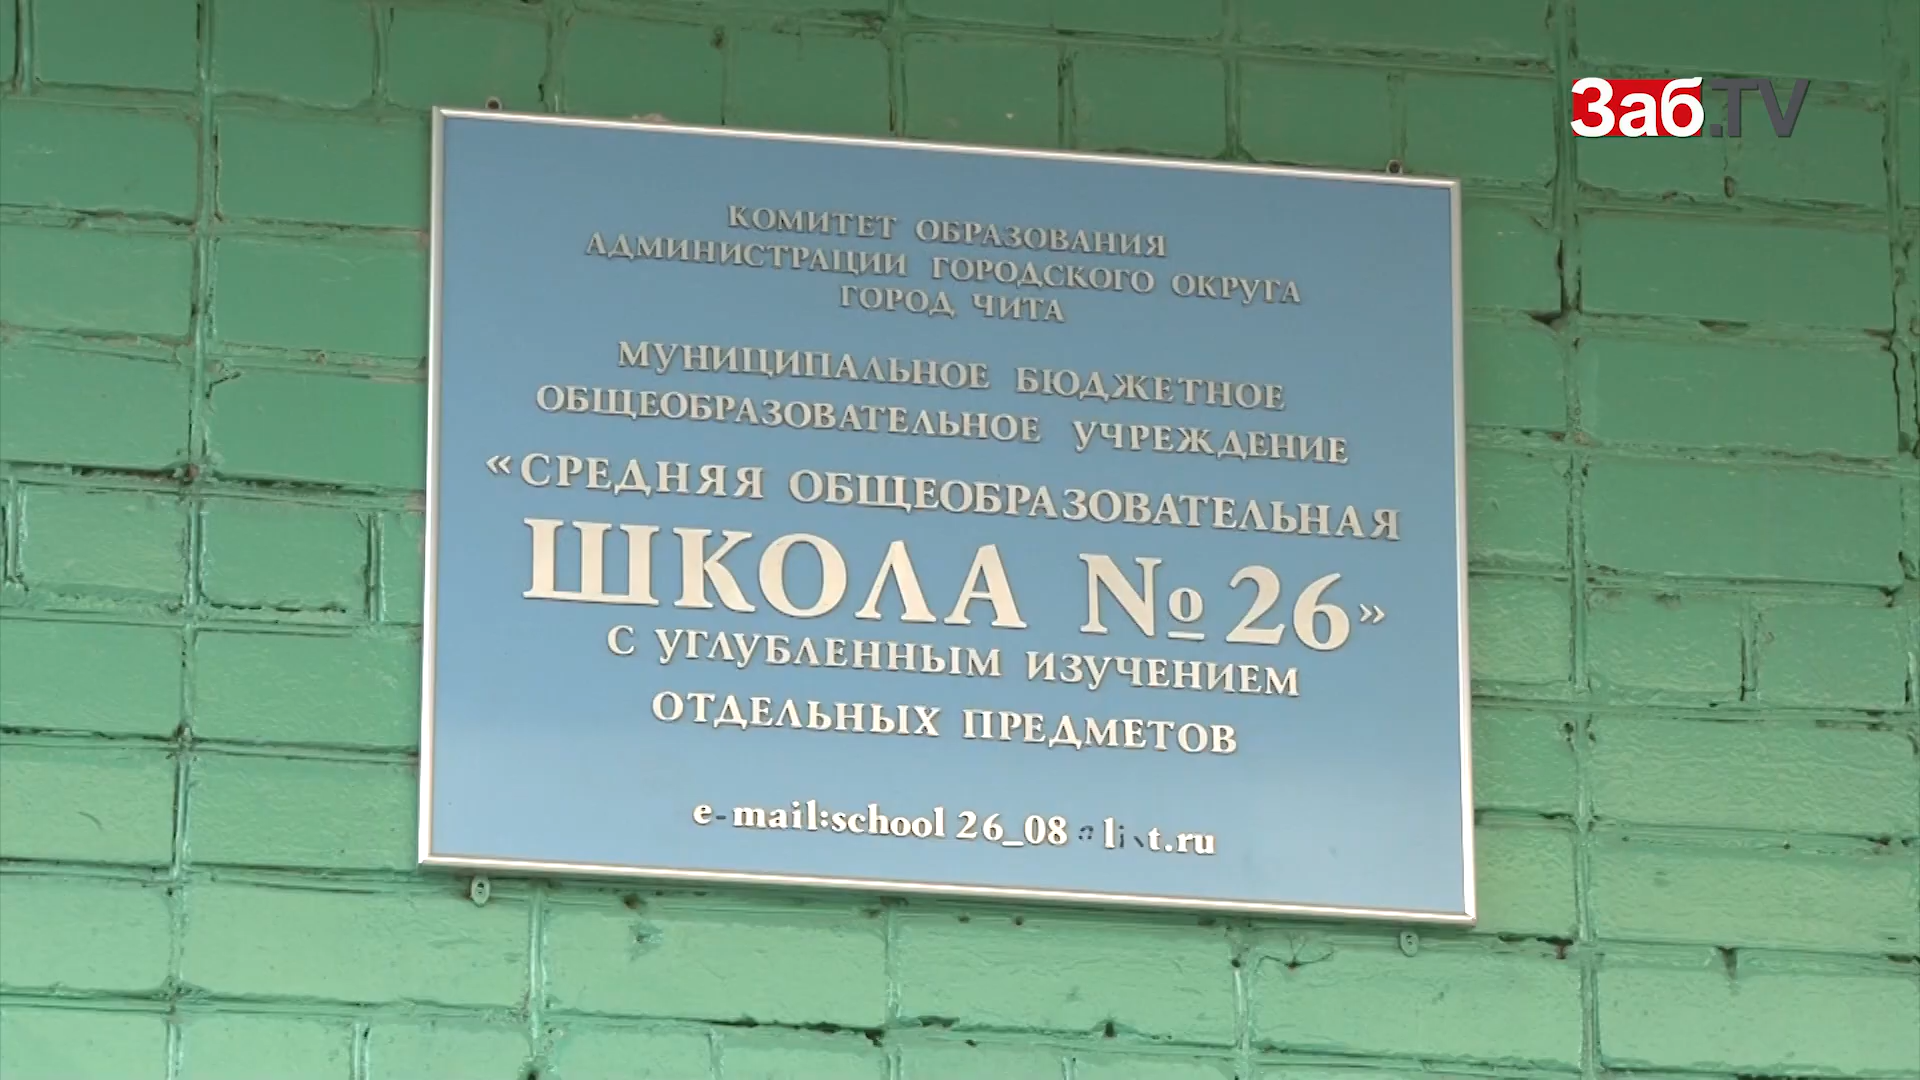 Заб.TV
КОМИТЕТ ОБРАЗОВАНИЯ
АДМИНИСТРАЦИИ ГОРОДСКОГО ОКРУГА
ГОРОД ЧИТА
МУНИЦИПАЛЬНОЕ БЮДЖЕТНОЕ
ОБЩЕОБРАЗОВАТЕЛЬНОЕ УЧРЕЖДЕНИЕ
«СРЕДНЯЯ ОБЩЕОБРАЗОВАТЕЛЬНАЯ
ШКОЛА № 26»
С УГЛУБЛЕННЫМ ИЗУЧЕНИЕМ
ОТДЕЛЬНЫХ ПРЕДМЕТОВ
e-mail:school 26_08